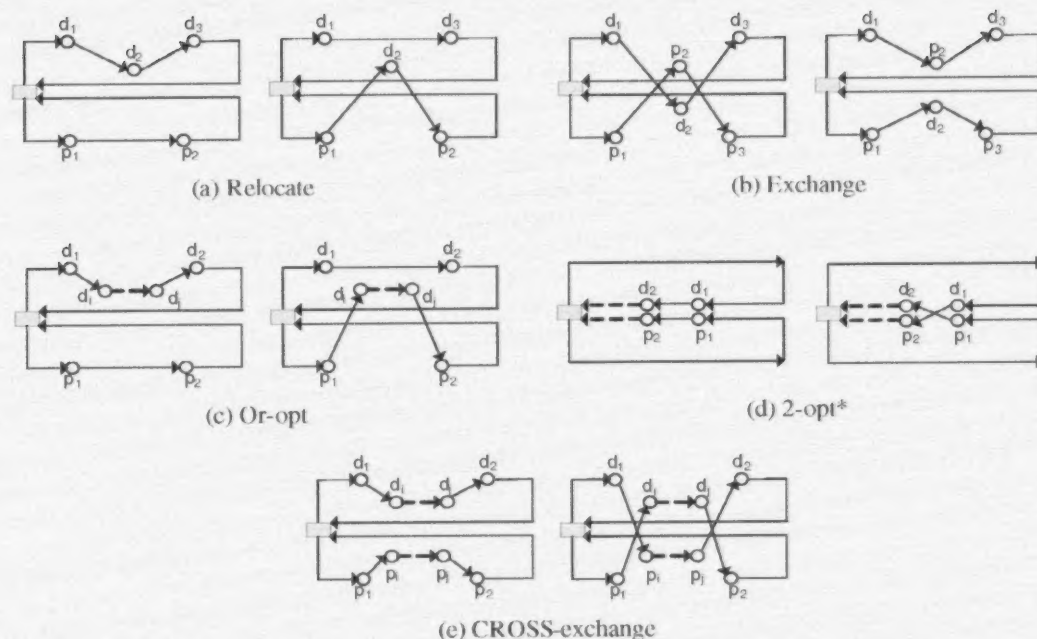 d₁ d₃ d₁ d₃ d₁ d₃ d₁ d₃
d₂ d₂ p₂ p₂
d₂ d₂
p₁ p₂ p₁ p₂ p₁ p₃ p₁ p₃
(a) Relocate (b) Exchange
d₁ d₂ d₁ d₂
dᵢ dⱼ dᵢ dⱼ d₂ d₁ d₂ d₁
p₂ p₁ p₂ p₁
p₁ p₂ p₁ p₂
(c) Or-opt (d) 2-opt*
d₁ d₂ d₁ d₂
dᵢ dⱼ dᵢ dⱼ
pᵢ pⱼ pᵢ pⱼ
p₁ p₂ p₁ p₂
(e) CROSS-exchange